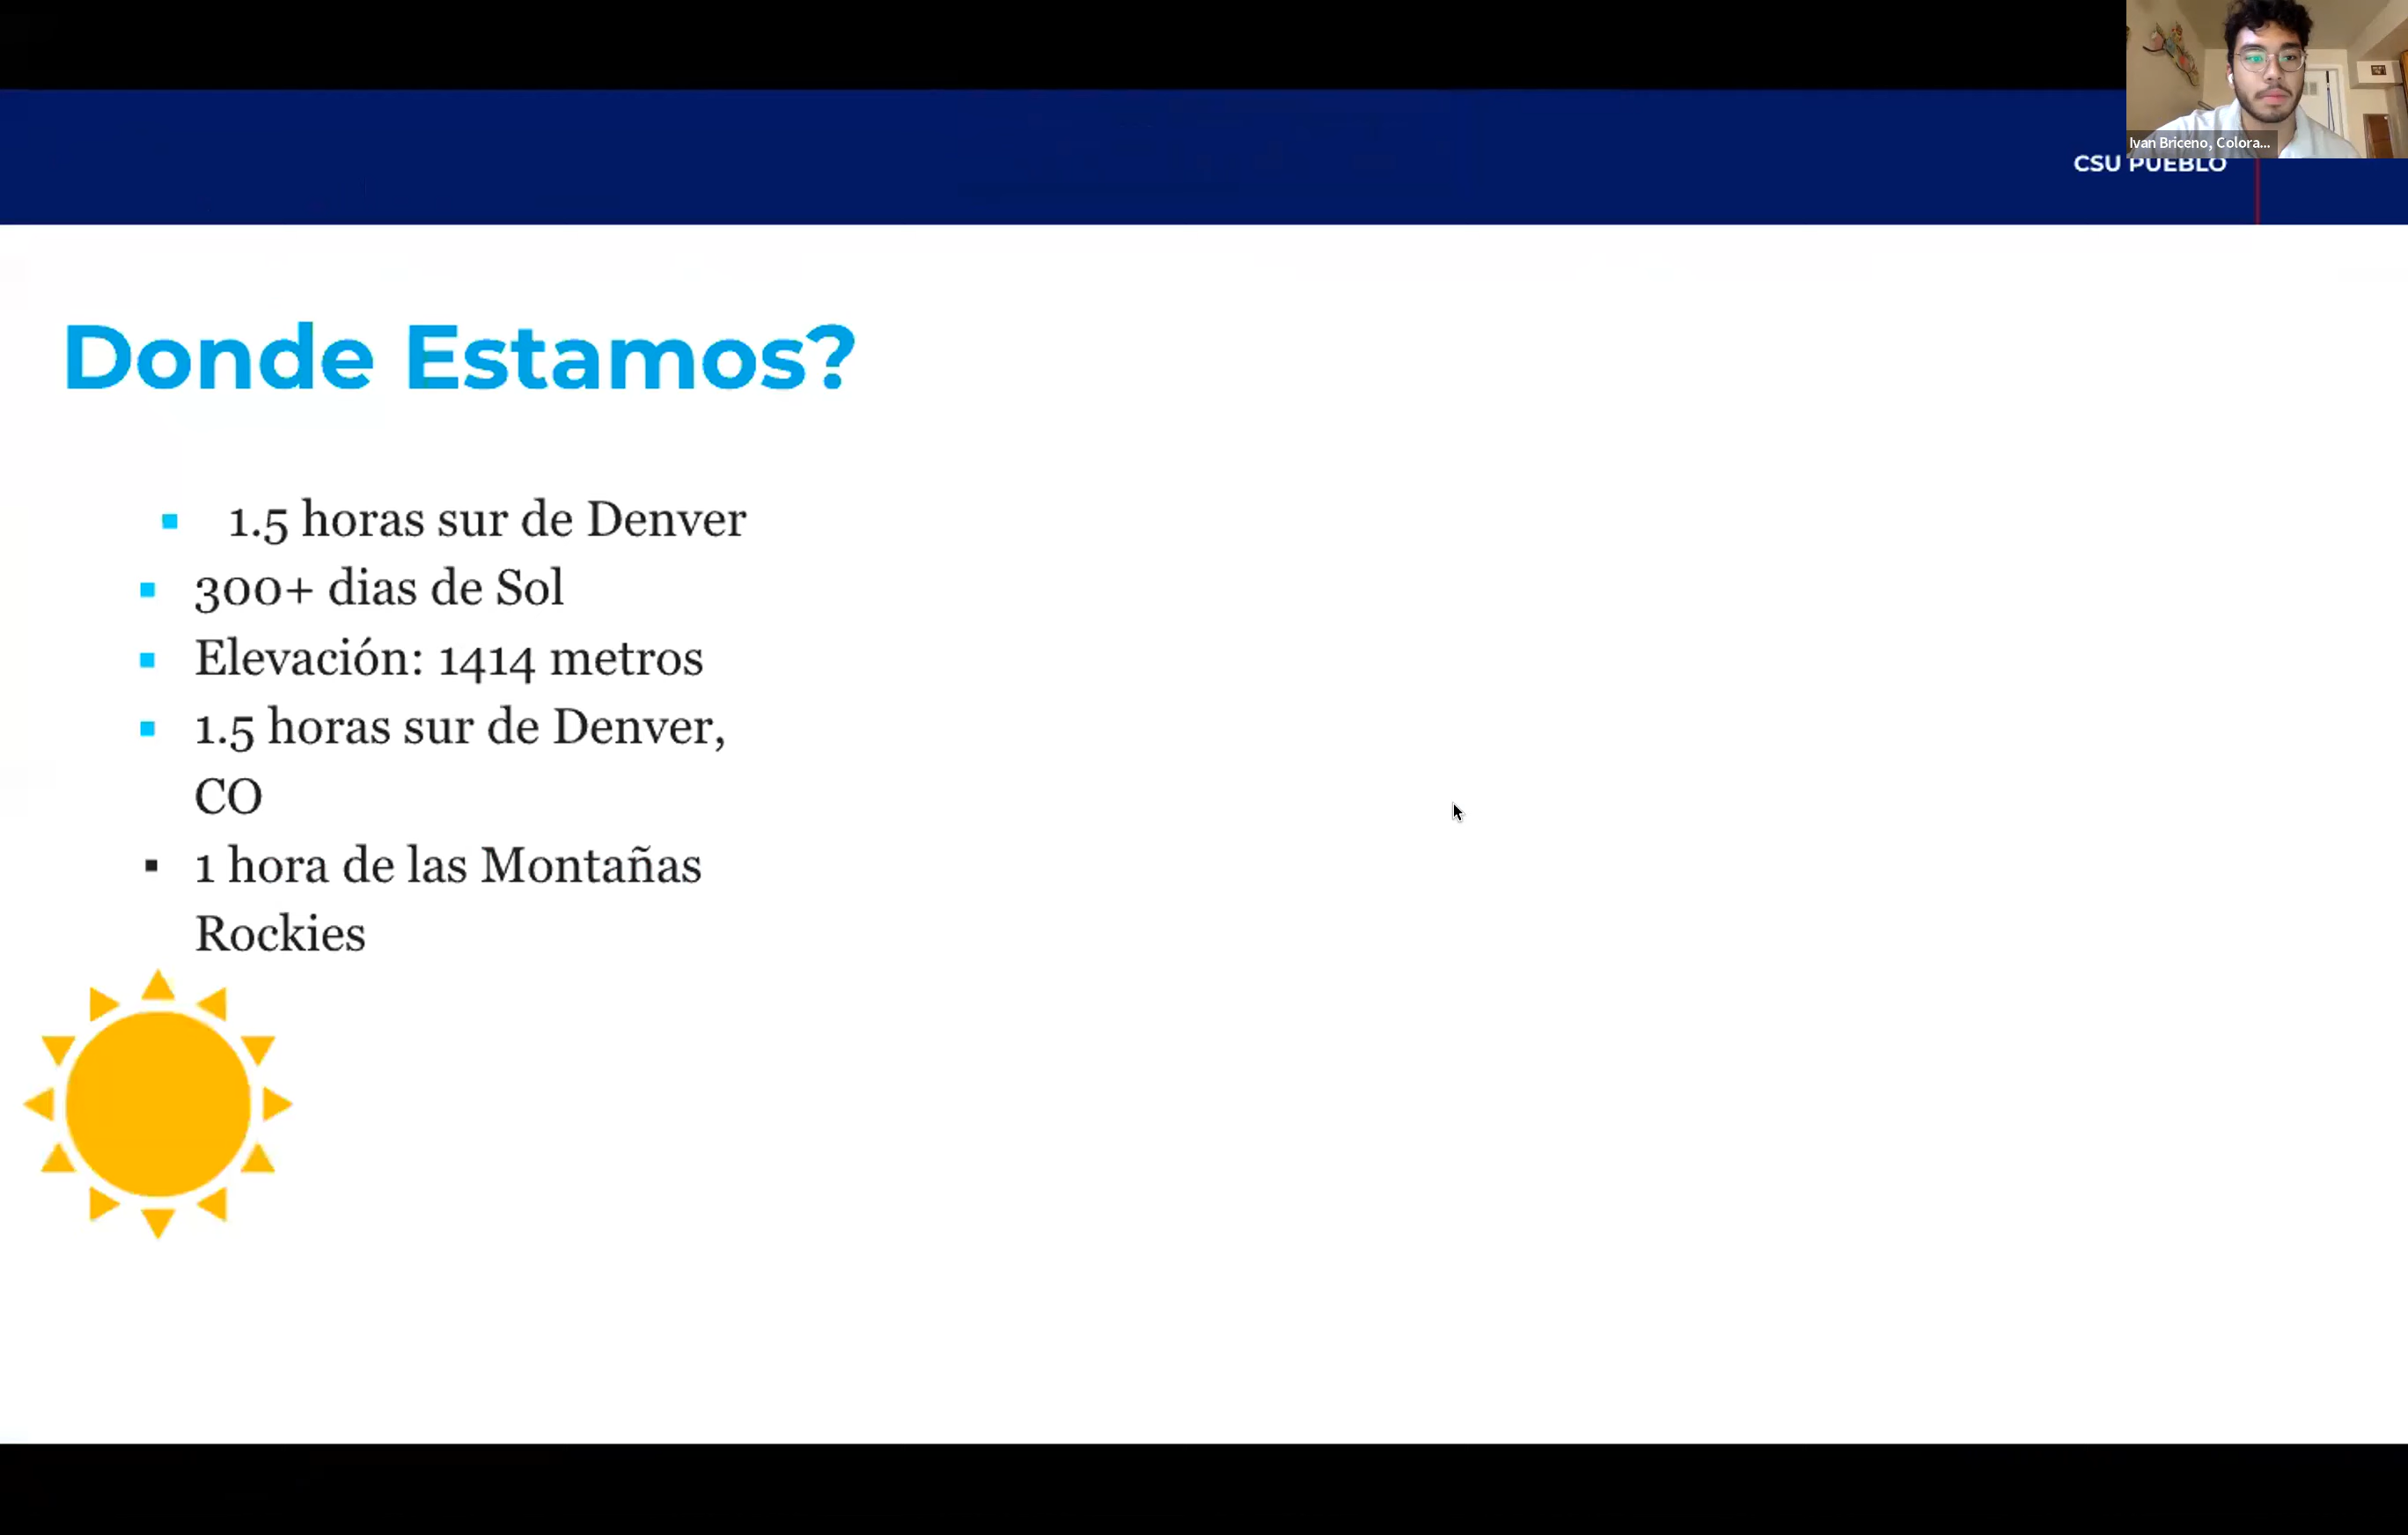 Ivan Briceno, Colora...
CSU PUEBLO
Donde Estamos?
1.5 horas sur de Denver
300+ dias de Sol
Elevación: 1414 metros
1.5 horas sur de Denver,
CO
1 hora de las Montañas
Rockies